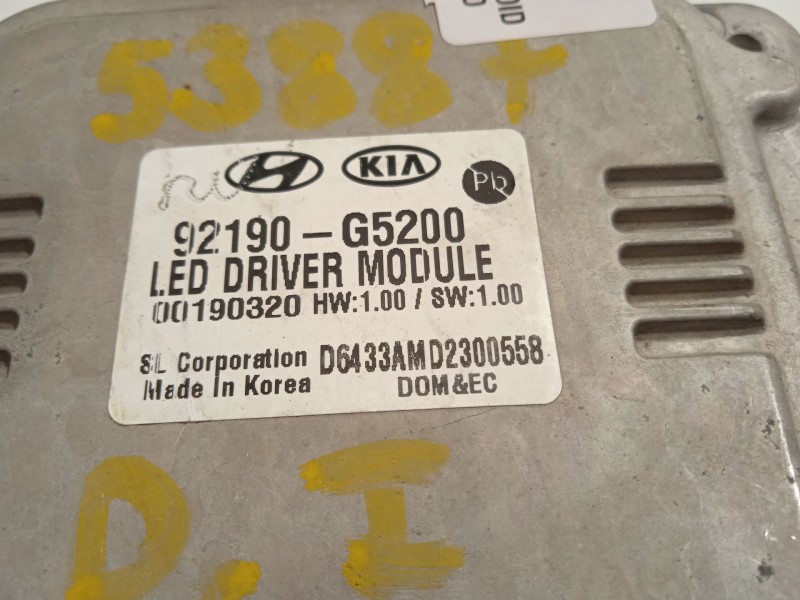 5388+
KIA
Pb
92190-G5200
LED DRIVER MODULE
00190320 HW:1.00 / SW:1.00
SL Corporation D6433AMD2300558
Made In Korea DOM&EC
D.I